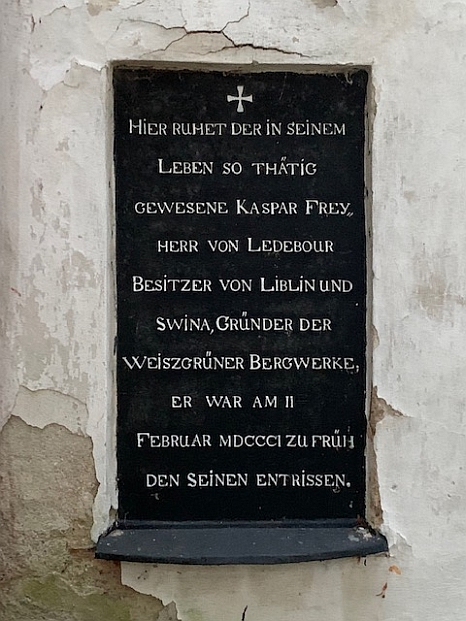 HIER RUHET DER IN SEINEM
LEBEN SO THÄTIG
GEWESENE KASPAR FREY„
HERR VON LEDEBOUR
BESITZER VON LIBLIN UND
SWINA, GRÜNDER DER
WEISZGRÜNER BERGWERKE,
ER WAR AM 11
FEBRUAR MDCCCI ZU FRÜH
DEN SEINEN ENTRISSEN.